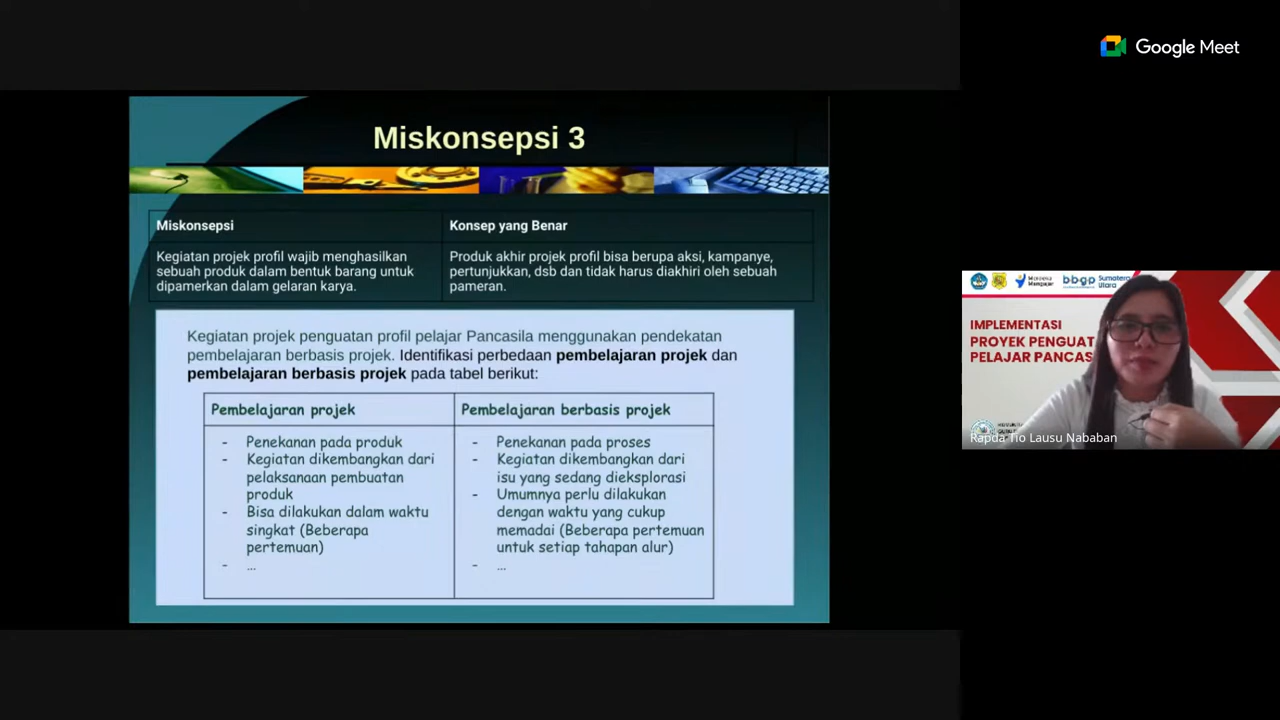 Google Meet
Miskonsepsi 3
Miskonsepsi
Konsep yang Benar
Kegiatan projek profil wajib menghasilkan
sebuah produk dalam bentuk barang untuk
dipamerkan dalam gelaran karya.
Produk akhir projek profil bisa berupa aksi, kampanye,
pertunjukkan, dsb dan tidak harus diakhiri oleh sebuah
pameran.
Kegiatan projek penguatan profil pelajar Pancasila menggunakan pendekatan
pembelajaran berbasis projek. Identifikasi perbedaan pembelajaran projek dan
pembelajaran berbasis projek pada tabel berikut:
Pembelajaran projek
- Penekanan pada produk
- Kegiatan dikembangkan dari
pelaksanaan pembuatan
produk
- Bisa dilakukan dalam waktu
singkat (Beberapa
pertemuan)
- ...
Pembelajaran berbasis projek
- Penekanan pada proses
- Kegiatan dikembangkan dari
isu yang sedang dieksplorasi
- Umumnya perlu dilakukan
dengan waktu yang cukup
memadai (Beberapa pertemuan
untuk setiap tahapan alur)
- ...
Merdeka
Mengajar
bbgp
Sumatera
Utara
IMPLEMENTASI
PROYEK PENGUAT
PELAJAR PANCAS
Rapda Tio Lausu Nababan